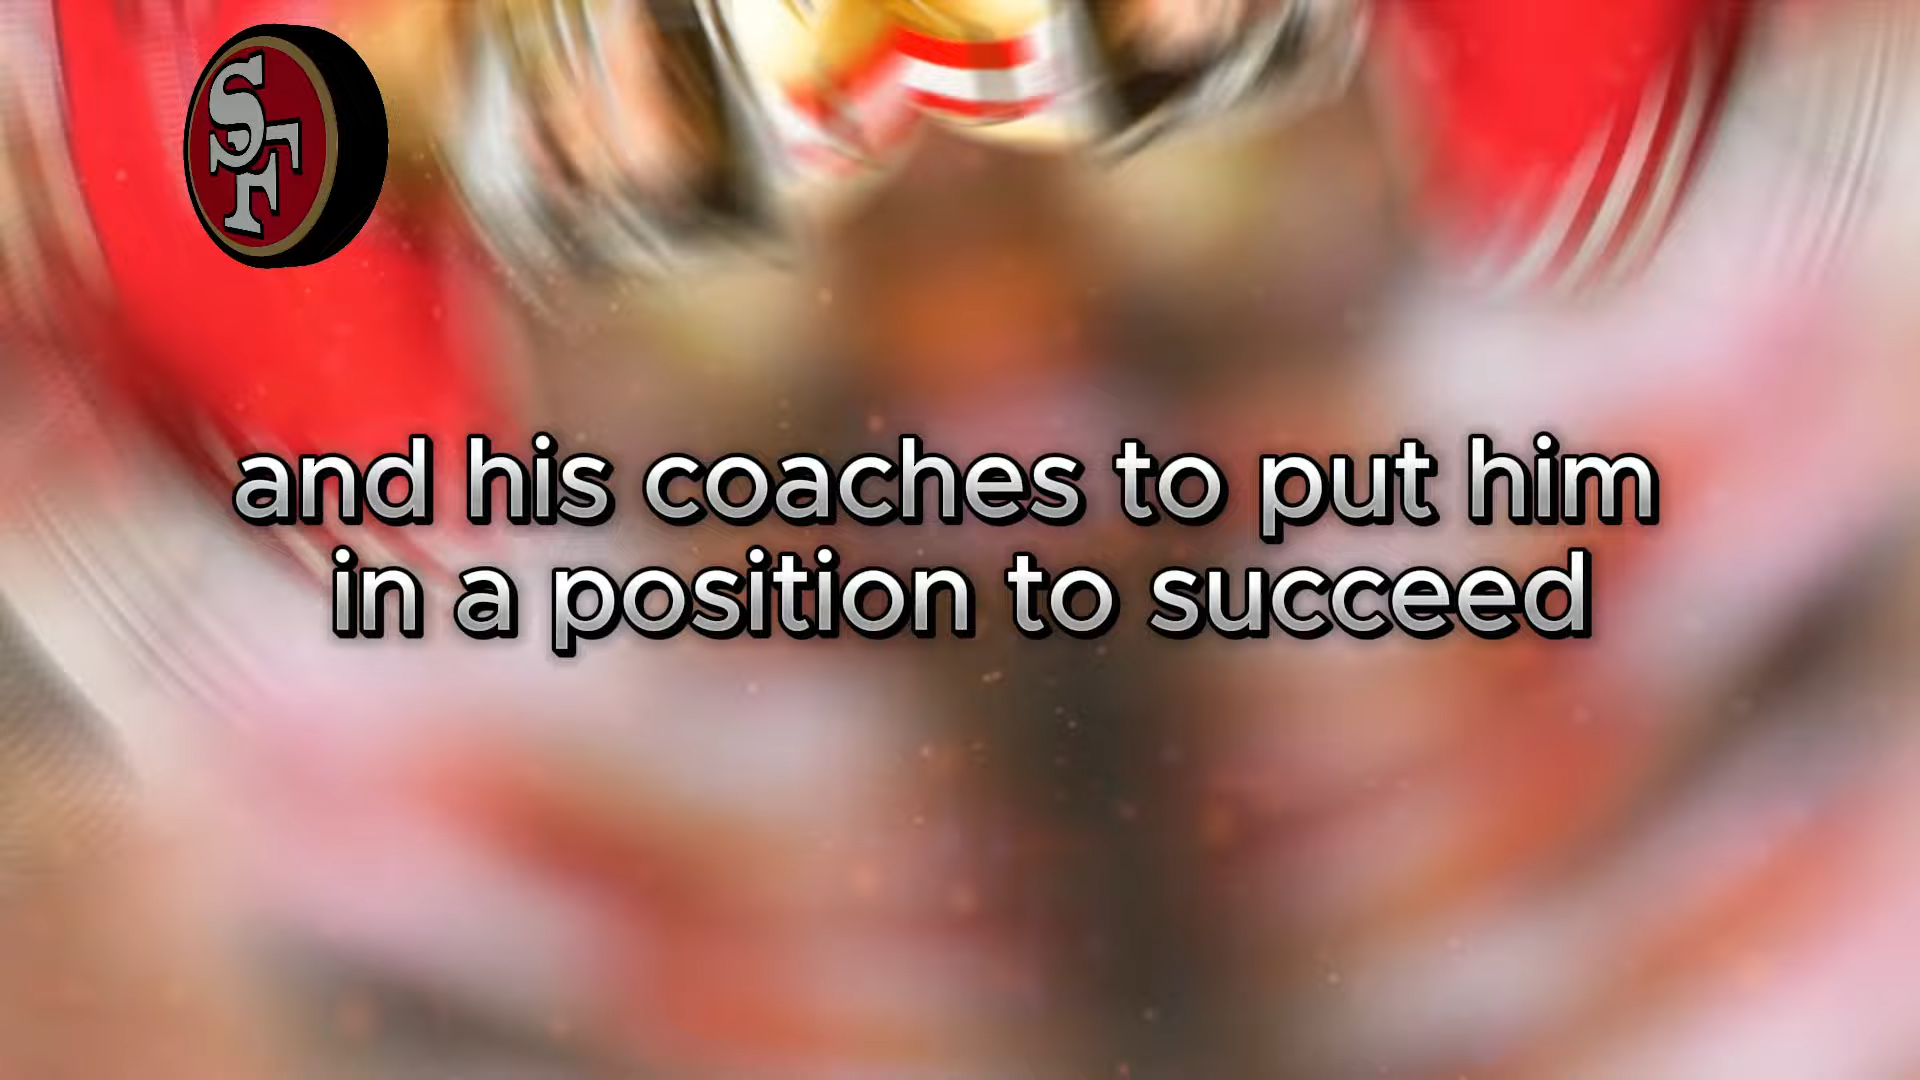 SF
and his coaches to put him
in a position to succeed